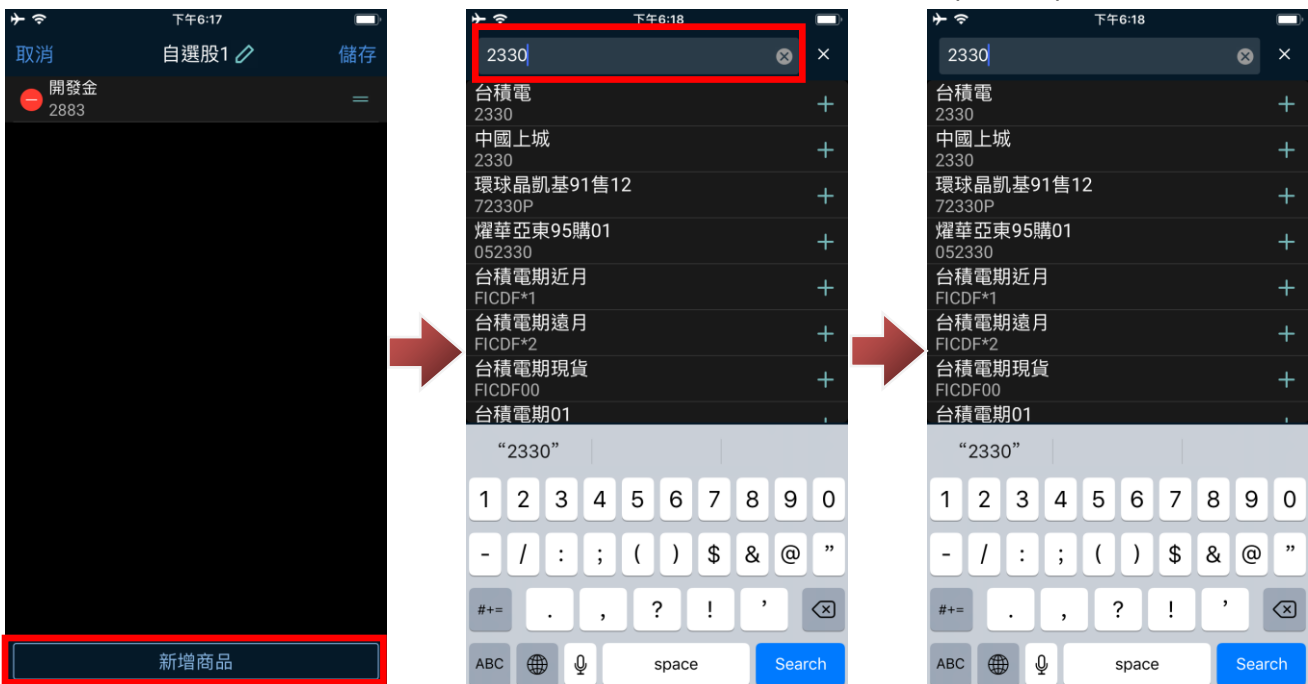 下午6:17
取消 自選股1 儲存
開發金
2883
新增商品
下午6:18
2330
台積電
2330
中國上城
2330
環球晶凱基91售12
72330P
燿華亞東95購01
052330
台積電期近月
FICDF*1
台積電期遠月
FICDF*2
台積電期現貨
FICDF00
台積電期01
“2330”
1 2 3 4 5 6 7 8 9 0
- / : ; ( ) $ & @ ”
#+= . , ? ! ’
ABC space Search
下午6:18
2330
台積電
2330
中國上城
2330
環球晶凱基91售12
72330P
燿華亞東95購01
052330
台積電期近月
FICDF*1
台積電期遠月
FICDF*2
台積電期現貨
FICDF00
台積電期01
“2330”
1 2 3 4 5 6 7 8 9 0
- / : ; ( ) $ & @ ”
#+= . , ? ! ’
ABC space Search